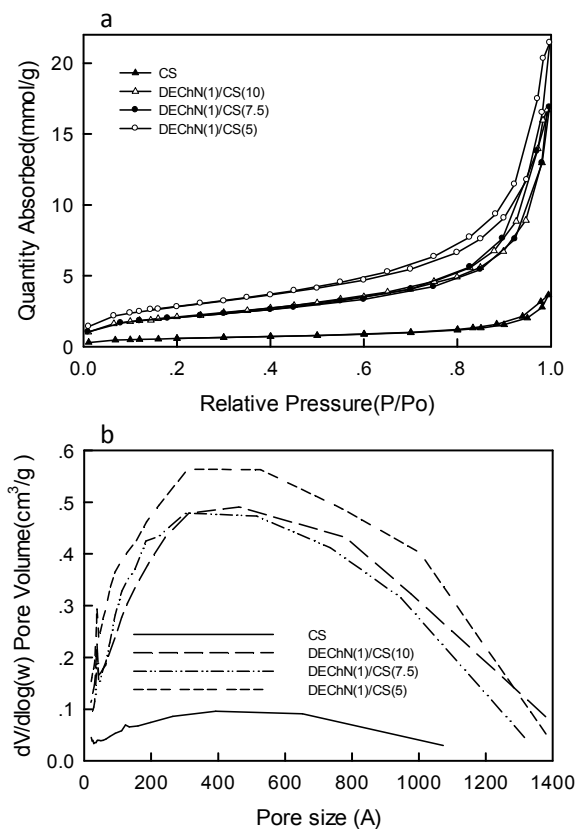 a
Quantity Absorbed(mmol/g)
20
15
10
5
0
CS
DEChN(1)/CS(10)
DEChN(1)/CS(7.5)
DEChN(1)/CS(5)
0.0 .2 .4 .6 .8 1.0
Relative Pressure(P/Po)
b
dV/dlog(w) Pore Volume(cm³/g)
.6
.5
.4
.3
.2
.1
0.0
CS
DEChN(1)/CS(10)
DEChN(1)/CS(7.5)
DEChN(1)/CS(5)
0 200 400 600 800 1000 1200 1400
Pore size (A)